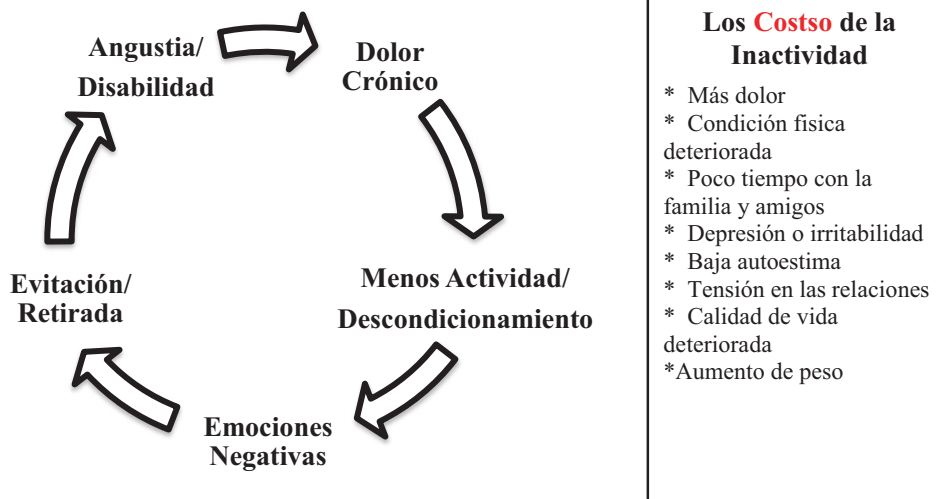 Angustia/
Disabilidad
Dolor
Crónico
Menos Actividad/
Descondicionamiento
Emociones
Negativas
Evitación/
Retirada
Los Costso de la
Inactividad
* Más dolor
* Condición fisica
deteriorada
* Poco tiempo con la
familia y amigos
* Depresión o irritabilidad
* Baja autoestima
* Tensión en las relaciones
* Calidad de vida
deteriorada
*Aumento de peso